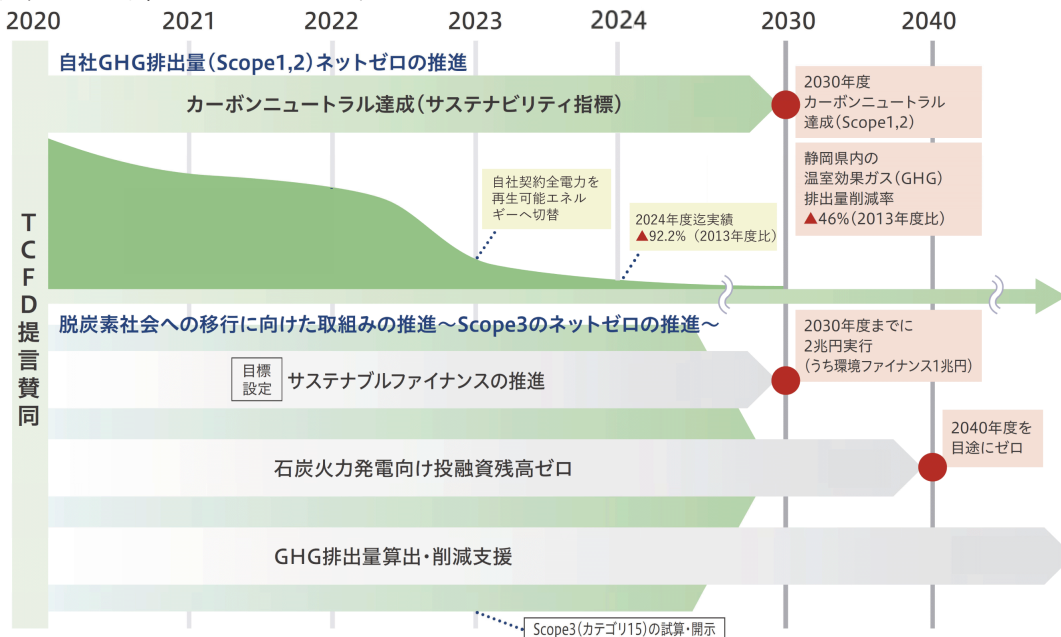 2020
2021
2022
2023
2024
2030
2040
TCFD提言賛同
自社GHG排出量（Scope1,2）ネットゼロの推進
カーボンニュートラル達成（サステナビリティ指標）
2030年度
カーボンニュートラル
達成（Scope1,2）
静岡県内の
温室効果ガス（GHG）
排出量削減率
▲46%（2013年度比）
自社契約全電力を
再生可能エネル
ギーへ切替
2024年度迄実績
▲92.2%（2013年度比）
脱炭素社会への移行に向けた取組みの推進～Scope3のネットゼロの推進～
目標
設定
サステナブルファイナンスの推進
2030年度までに
2兆円実行
（うち環境ファイナンス1兆円）
石炭火力発電向け投融資残高ゼロ
2040年度を
目途にゼロ
GHG排出量算出・削減支援
Scope3（カテゴリ15）の試算・開示